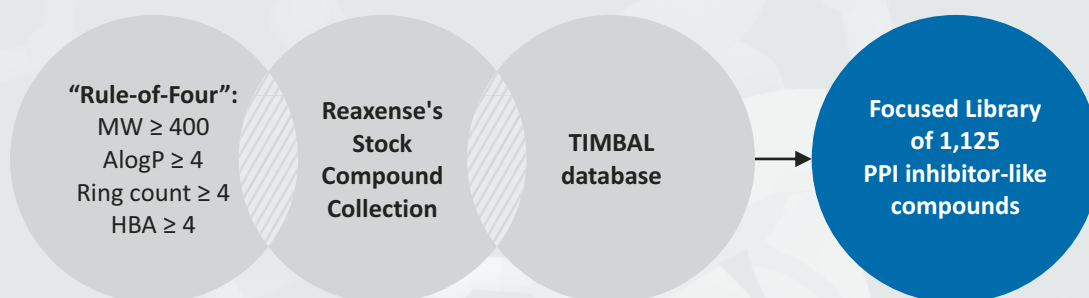 “Rule-of-Four”:
MW ≥ 400
AlogP ≥ 4
Ring count ≥ 4
HBA ≥ 4
Reaxense's
Stock
Compound
Collection
TIMBAL
database
Focused Library
of 1,125
PPI inhibitor-like
compounds